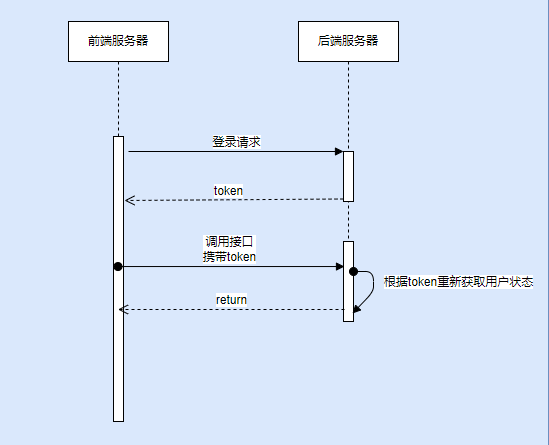 前端服务器
后端服务器
登录请求
token
调用接口
携带token
根据token重新获取用户状态
return